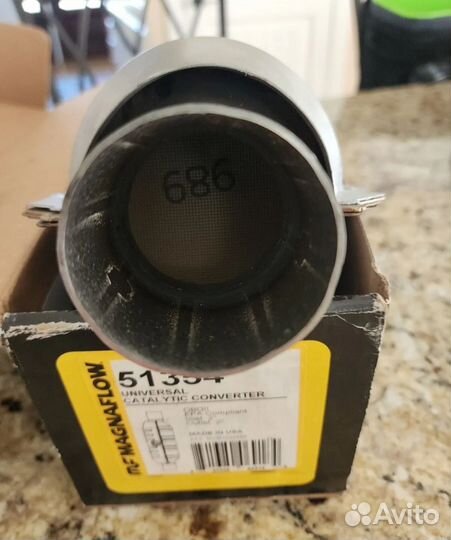 686
MAGNAFLOW
51354
UNIVERSAL
CATALYTIC CONVERTER
EPA Compliant
MADE IN USA
Avito